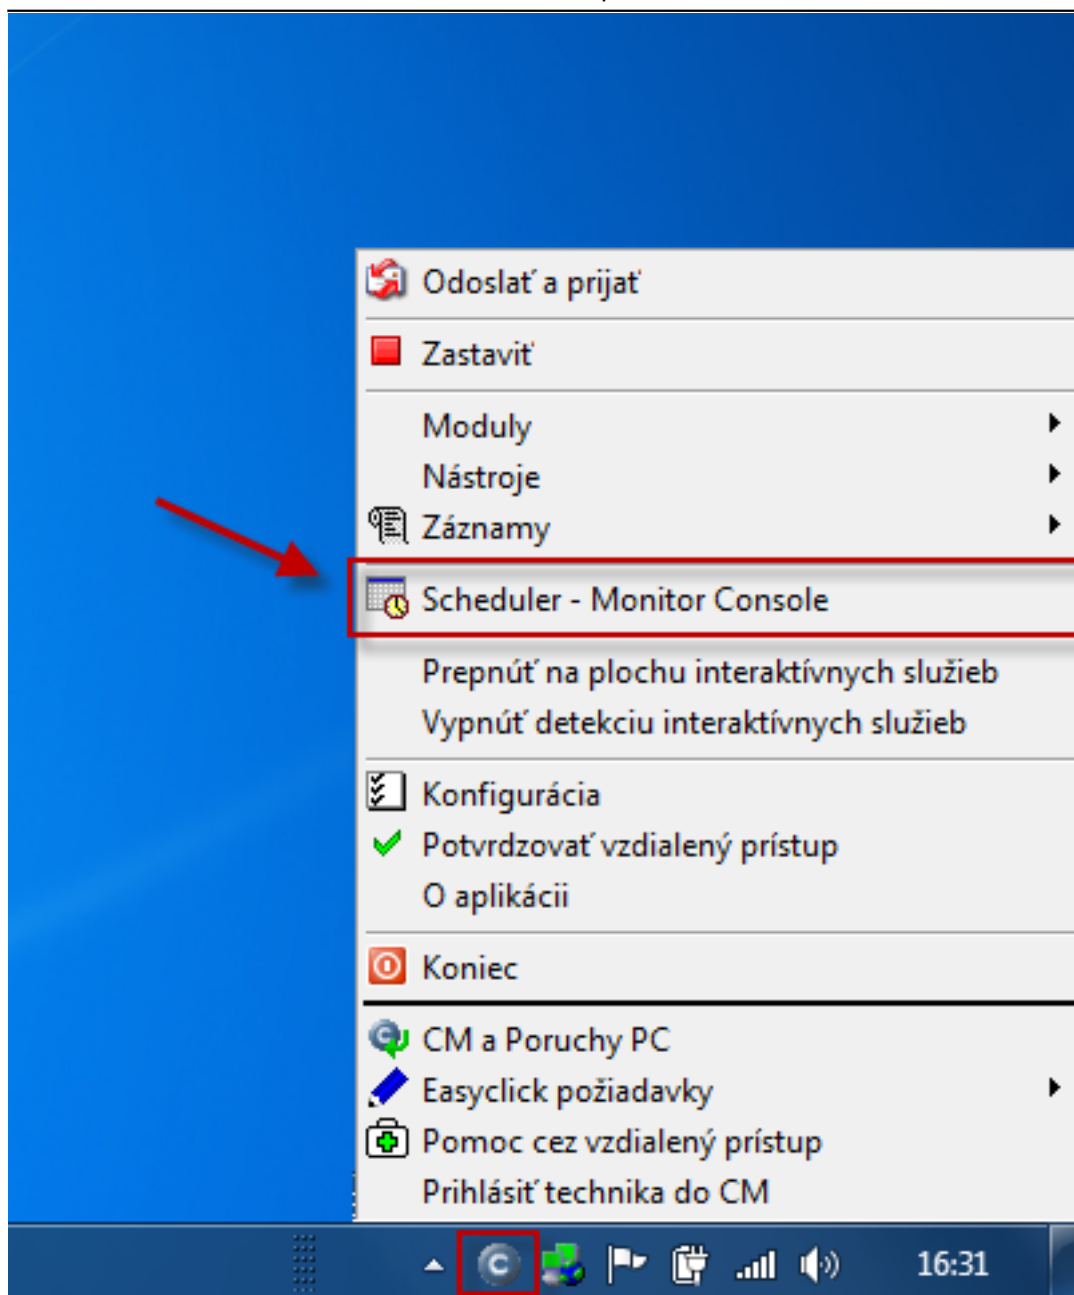 Odoslať a prijať
Zastaviť
Moduly
Nástroje
Záznamy
Scheduler - Monitor Console
Prepnúť na plochu interaktívnych služieb
Vypnúť detekciu interaktívnych služieb
Konfigurácia
Potvrdzovať vzdialený prístup
O aplikácii
Koniec
CM a Poruchy PC
Easyclick požiadavky
Pomoc cez vzdialený prístup
Prihlásiť technika do CM
C
16:31